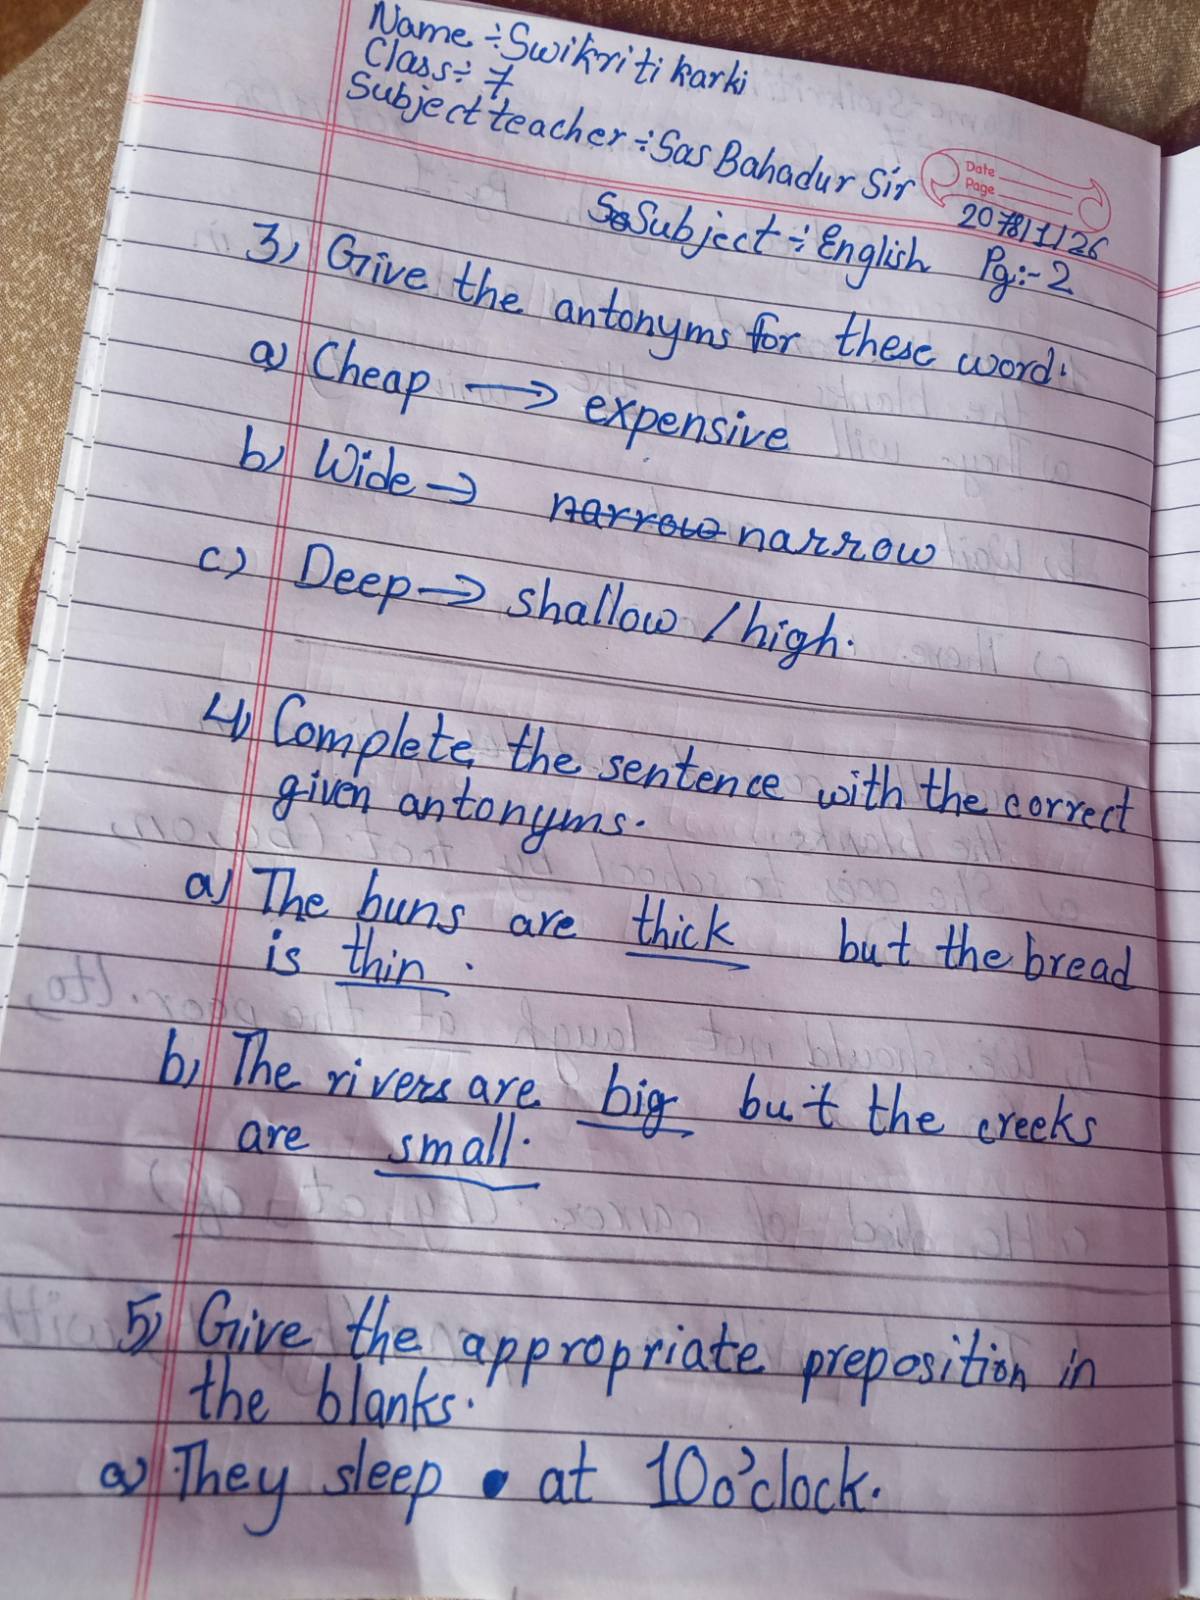 Name ÷ Swikriti karki
Class ÷ 7
Subject teacher ÷ Sas Bahadur Sir
Date
Page
2078/1/26
Subject ÷ English Pg:- 2
3) Give the antonyms for these word.
a) Cheap → expensive
b) Wide → narrow narrow
c) Deep → shallow / high.
4) Complete the sentence with the correct
given antonyms.
a) The buns are thick but the bread
is thin.
b) The rivers are big but the creeks
are small.
5) Give the appropriate preposition in
the blanks.
a) They sleep at 10 o'clock.